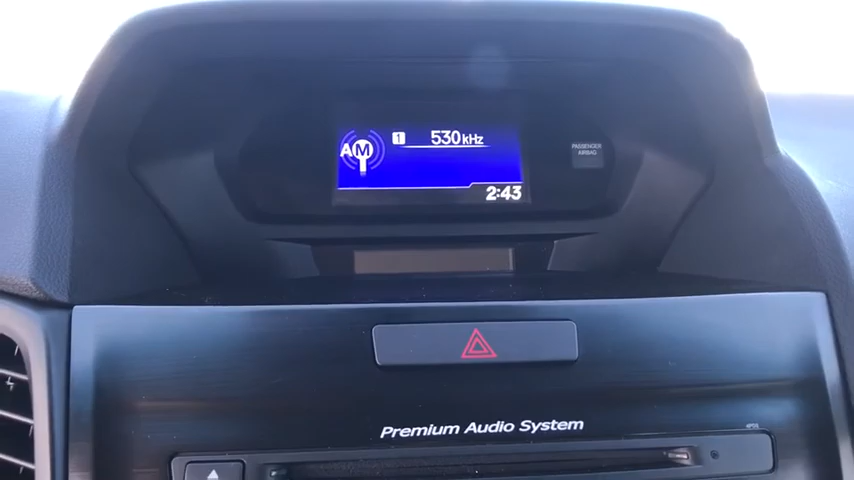 AM
1 530 kHz
2:43
PASSENGER
AIRBAG
Premium Audio System